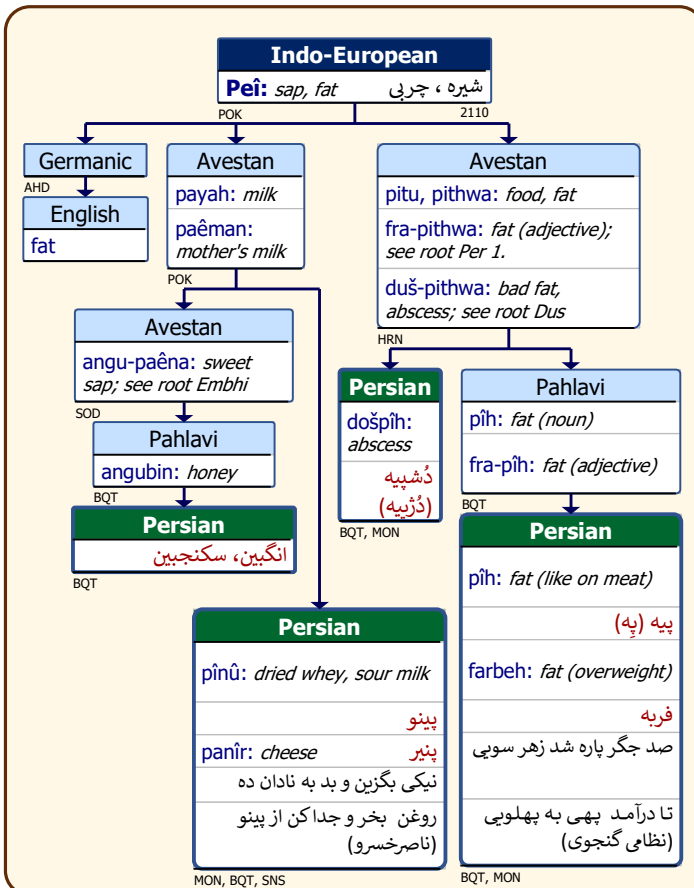 Indo-European
Peî: sap, fat شیره ، چربی
POK 2110
Germanic
AHD
English
fat
Avestan
payah: milk
paêman:
mother's milk
POK
Avestan
pitu, pithwa: food, fat
fra-pithwa: fat (adjective);
see root Per 1.
duš-pithwa: bad fat,
abscess; see root Dus
HRN
Avestan
angu-paêna: sweet
sap; see root Embhi
SOD
Pahlavi
angubin: honey
BQT
Persian
انگبین، سکنجبین
BQT
Persian
došpîh:
abscess
دُشپیه
(دُژپیه)
BQT, MON
Pahlavi
pîh: fat (noun)
fra-pîh: fat (adjective)
BQT
Persian
pînû: dried whey, sour milk
پینو
panîr: cheese پنیر
نیکی بگزین و بد به نادان ده
روغن بخر و جدا کن از پینو
(ناصرخسرو)
MON, BQT, SNS
Persian
pîh: fat (like on meat)
پیه (پِه)
farbeh: fat (overweight)
فربه
صد جگر پاره شد زهر سویی
تا درآمد پهی به پهلویی
(نظامی گنجوی)
BQT, MON